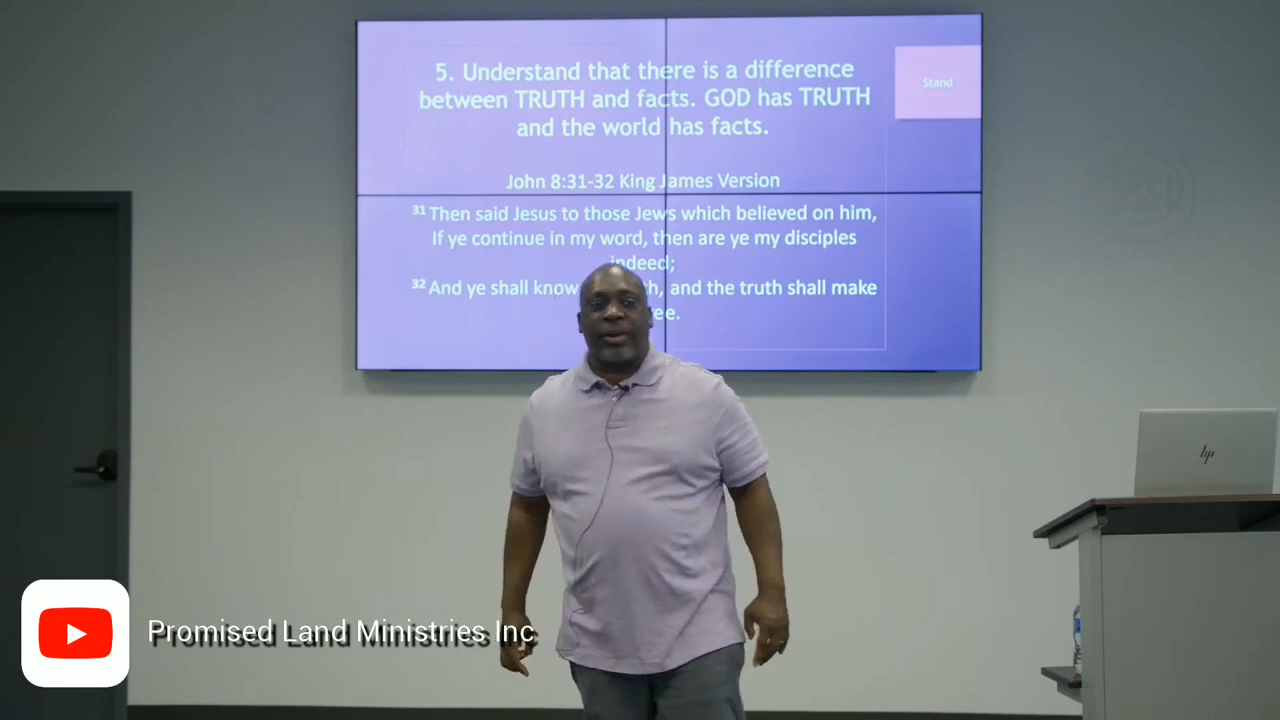 5. Understand that there is a difference
between TRUTH and facts. GOD has TRUTH
and the world has facts.
Stand
John 8:31-32 King James Version
31 Then said Jesus to those Jews which believed on him,
If ye continue in my word, then are ye my disciples
indeed;
32 And ye shall know th, and the truth shall make
ee.
hp
Promised Land Ministries Inc